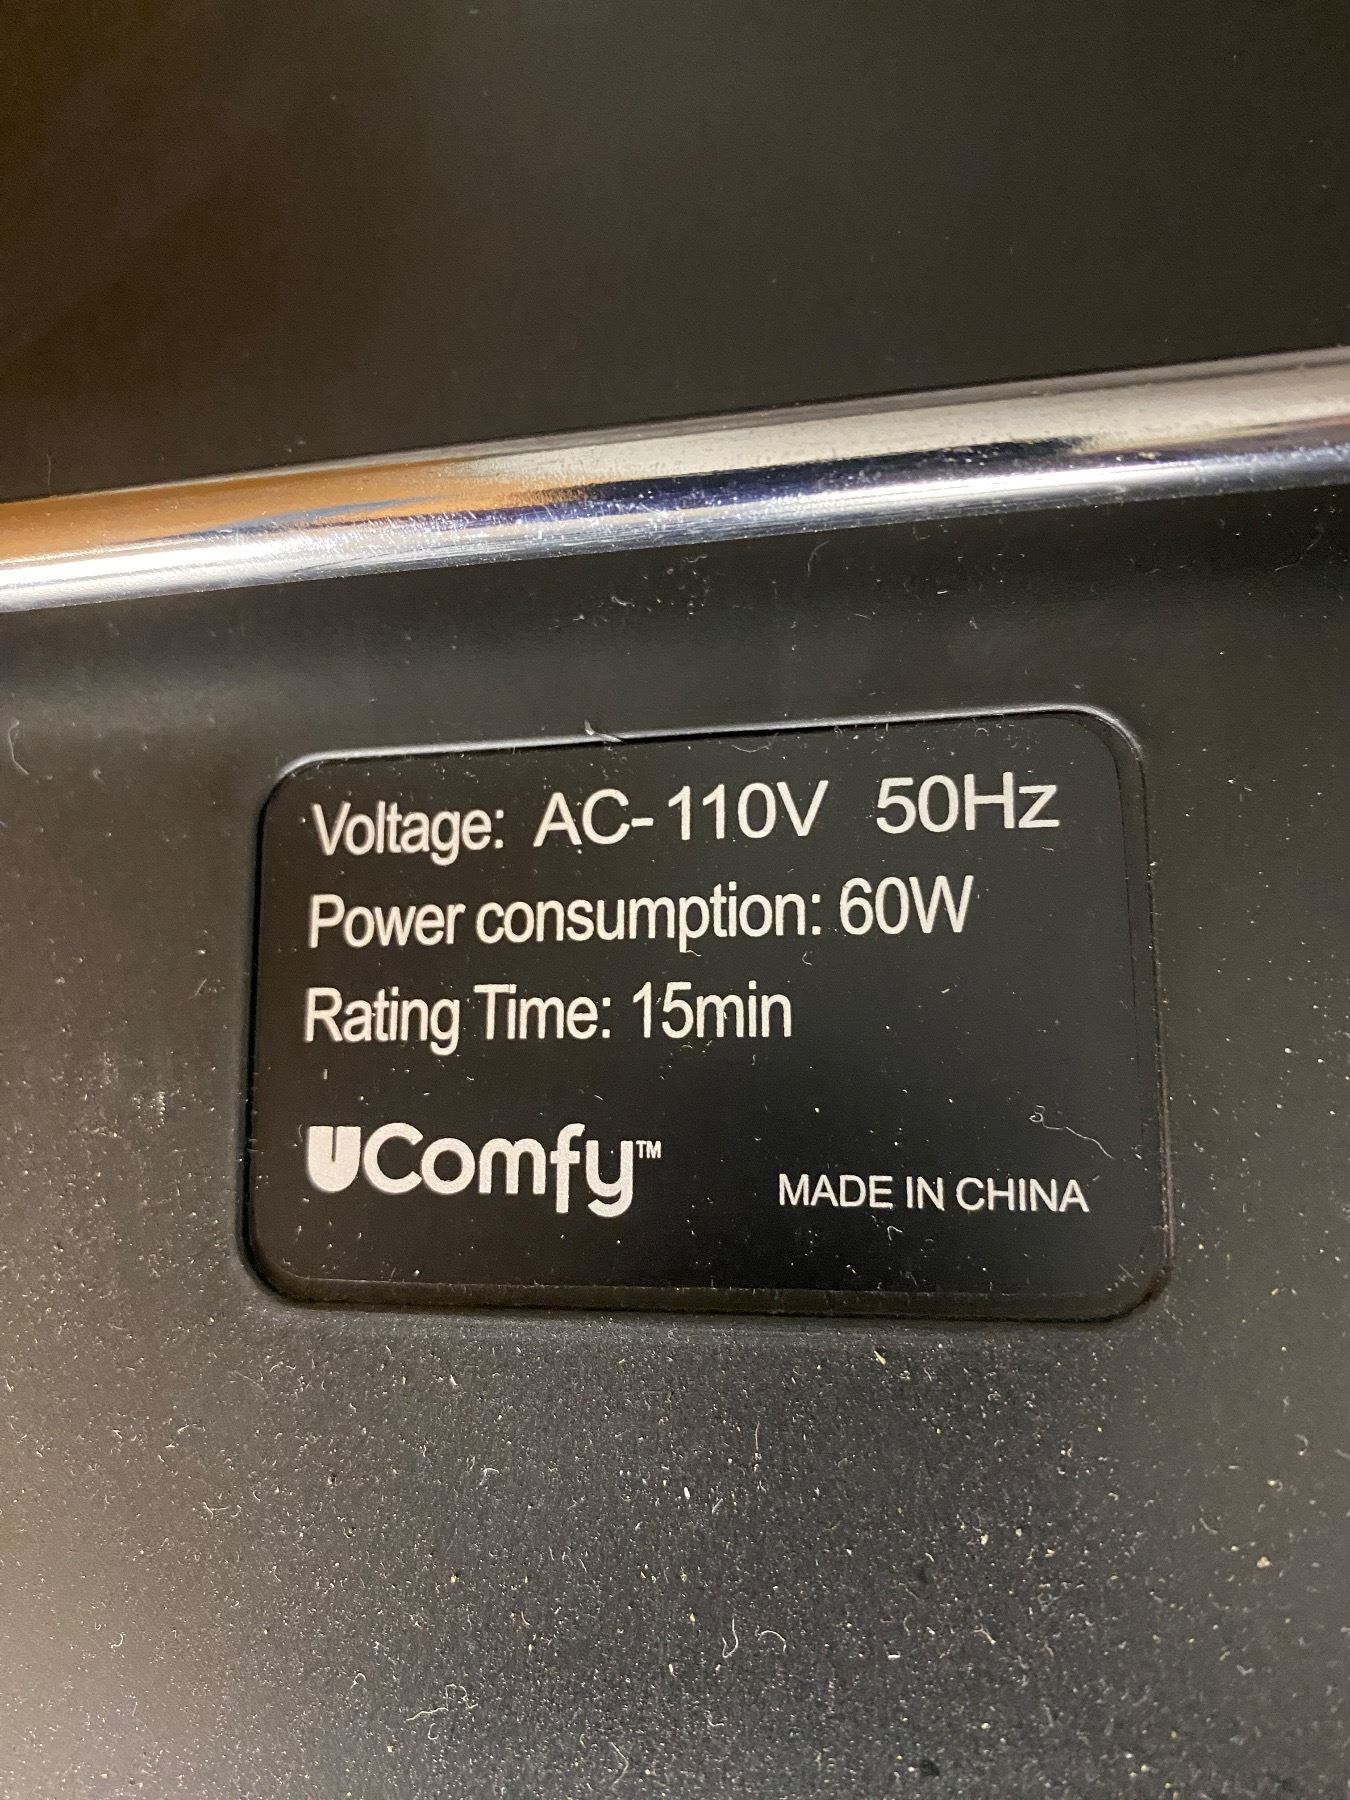 Voltage: AC-110V 50Hz
Power consumption: 60W
Rating Time: 15min
UComfy™
MADE IN CHINA